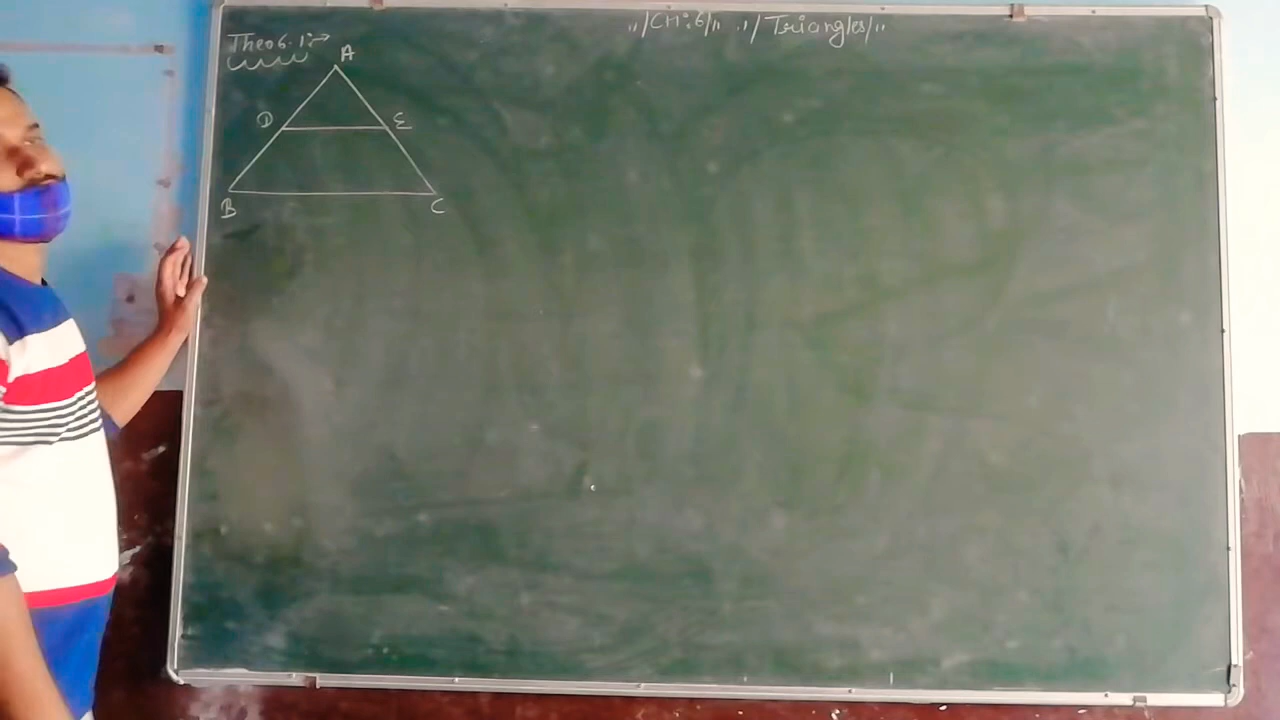 ,,/CH:6/,, ,,/Triangles/,,
Theo 6.1:→
A
D E
B C